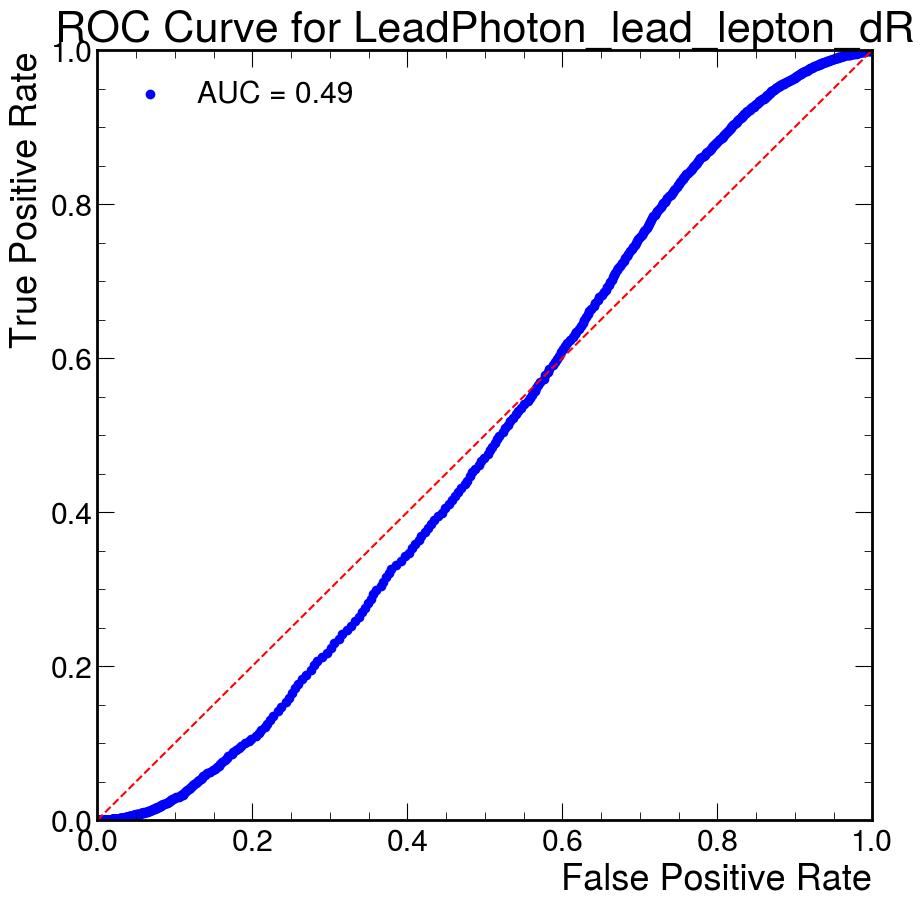 ROC Curve for LeadPhoton_lead_lepton_dR
True Positive Rate
AUC = 0.49
1.0
0.8
0.6
0.4
0.2
0.0
0.0 0.2 0.4 0.6 0.8 1.0
False Positive Rate